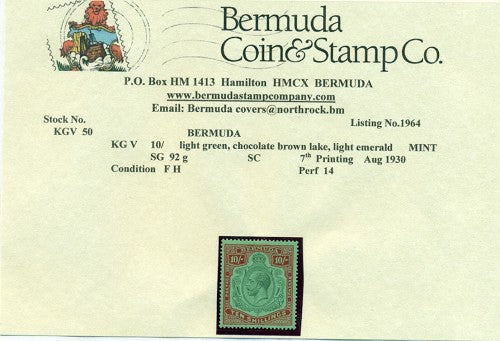 Bermuda
Coin&Stamp Co.
P.O. Box HM 1413 Hamilton HMCX BERMUDA
www.bermudastampcompany.com
Email: Bermuda covers@northrock.bm
Stock No.
Listing No.1964
KGV 50
BERMUDA
KG V 10/ light green, chocolate brown lake, light emerald MINT
SG 92 g SC 7th Printing Aug 1930
Condition F H Perf 14
BERMUDA
10/- 10/-
TEN SHILLINGS